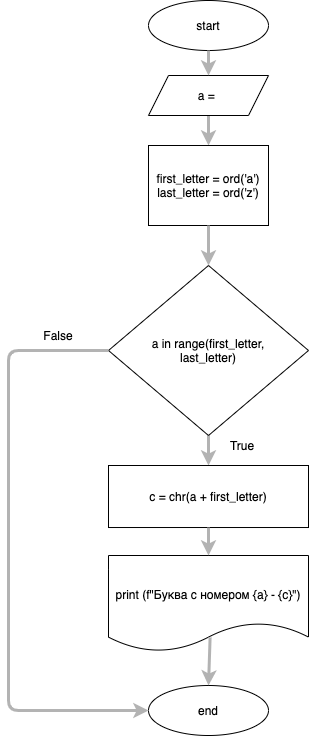 start
a =
first_letter = ord('a')
last_letter = ord('z')
a in range(first_letter,
last_letter)
False
True
c = chr(a + first_letter)
print (f"Буква с номером {a} - {c}")
end